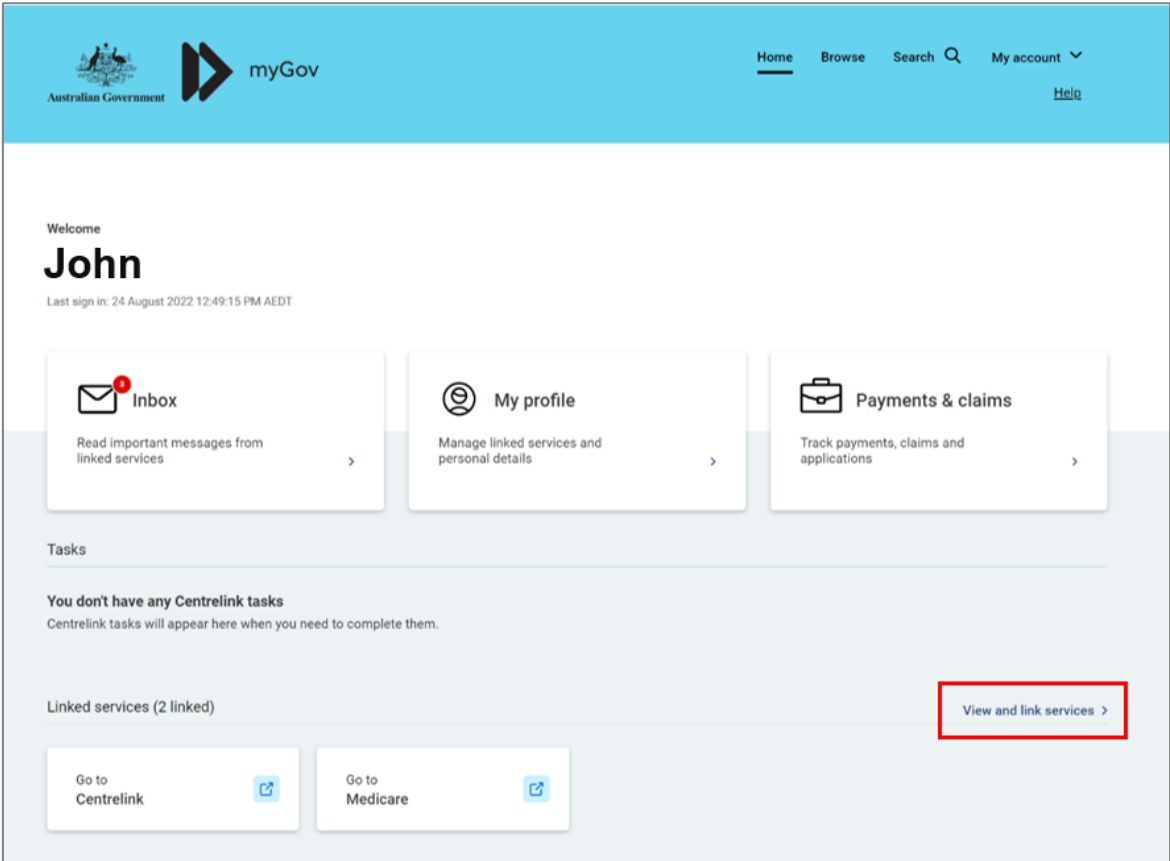 Australian Government
myGov
Home Browse Search My account
Help
Welcome
John
Last sign in: 24 August 2022 12:49:15 PM AEDT
3
Inbox
Read important messages from
linked services
My profile
Manage linked services and
personal details
Payments & claims
Track payments, claims and
applications
Tasks
You don't have any Centrelink tasks
Centrelink tasks will appear here when you need to complete them.
Linked services (2 linked)
View and link services
Go to
Centrelink
Go to
Medicare